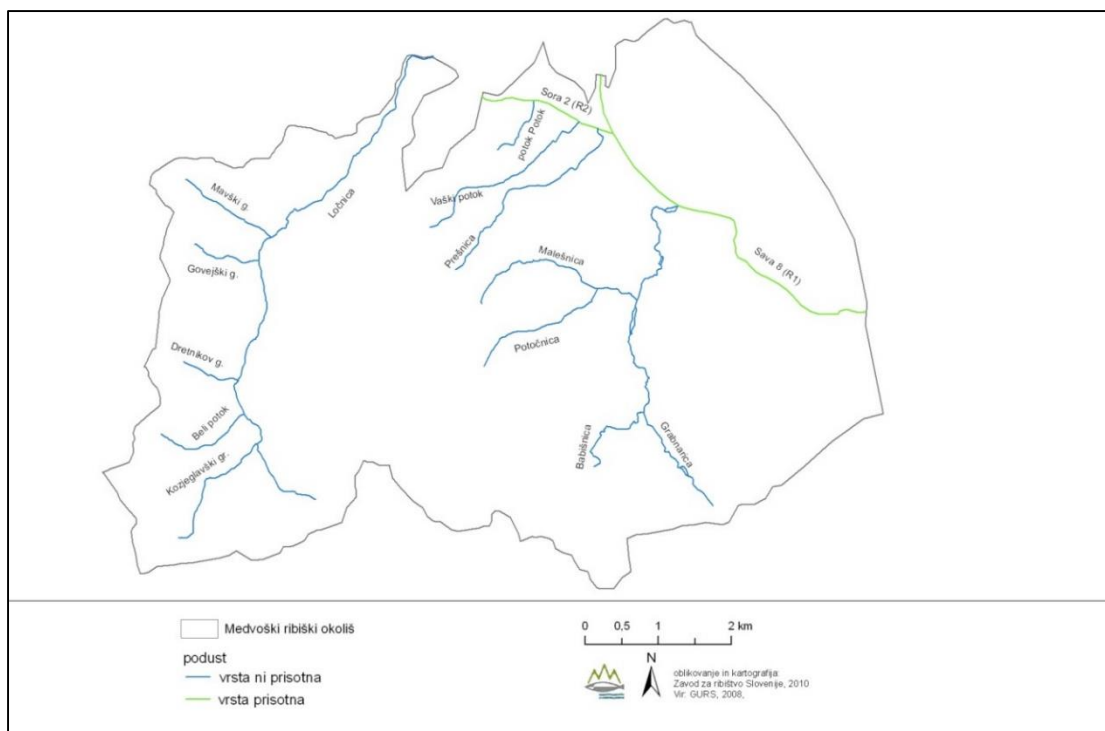 Sora 2 (R2)
potok Potok
Mavški g.
Ločnica
Vaški potok
Prešnica
Govejški g.
Malešnica
Sava 8 (R1)
Potočnica
Dretnikov g.
Beli potok
Babišnica
Grabnarica
Kozjeglavški gr.
Medvoški ribiški okoliš
podust
vrsta ni prisotna
vrsta prisotna
0 0,5 1 2 km
N
oblikovanje in kartografija:
Zavod za ribištvo Slovenije, 2010
Vir: GURS, 2008,